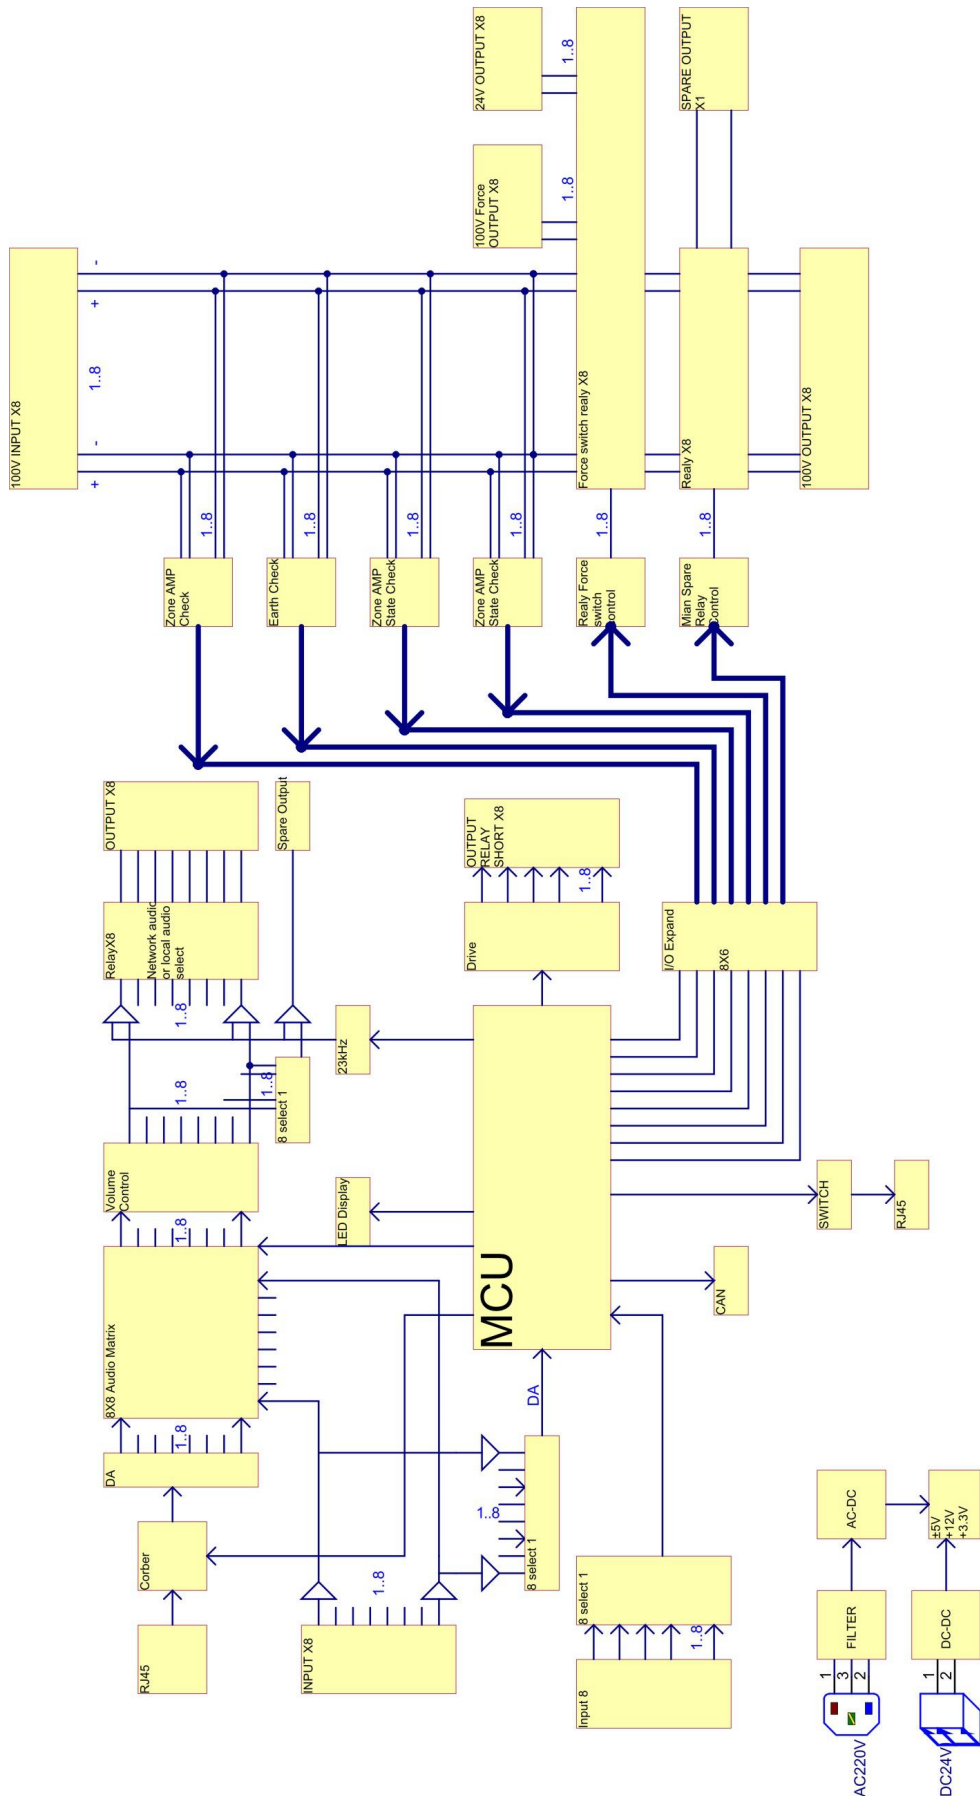 24V OUTPUT X8
1..8
SPARE OUTPUT
X1
100V Force
OUTPUT X8
1..8
100V INPUT X8
-
+
1..8
-
+
Force switch realy X8
Realy X8
100V OUTPUT X8
1..8
1..8
1..8
1..8
1..8
1..8
Zone AMP
Check
Earth Check
Zone AMP
State Check
Zone AMP
State Check
Realy Force
switch
control
Mian Spare
Relay
Control
OUTPUT X8
Spare Output
OUTPUT
RELAY
SHORT X8
1..8
RelayX8
Network audio
or local audio
select
1..8
Drive
I/O Expand
8X6
23kHz
1..8
1..8
8 select 1
Volume
Control
LED Display
1..8
8X8 Audio Matrix
MCU
SWITCH
RJ45
CAN
DA
1..8
DA
Corber
1..8
8 select 1
RJ45
INPUT X8
1..8
8 select 1
1..8
Input 8
AC-DC
±5V
+12V
+3.3V
FILTER
DC-DC
1
3
2
1
2
AC220V
DC24V